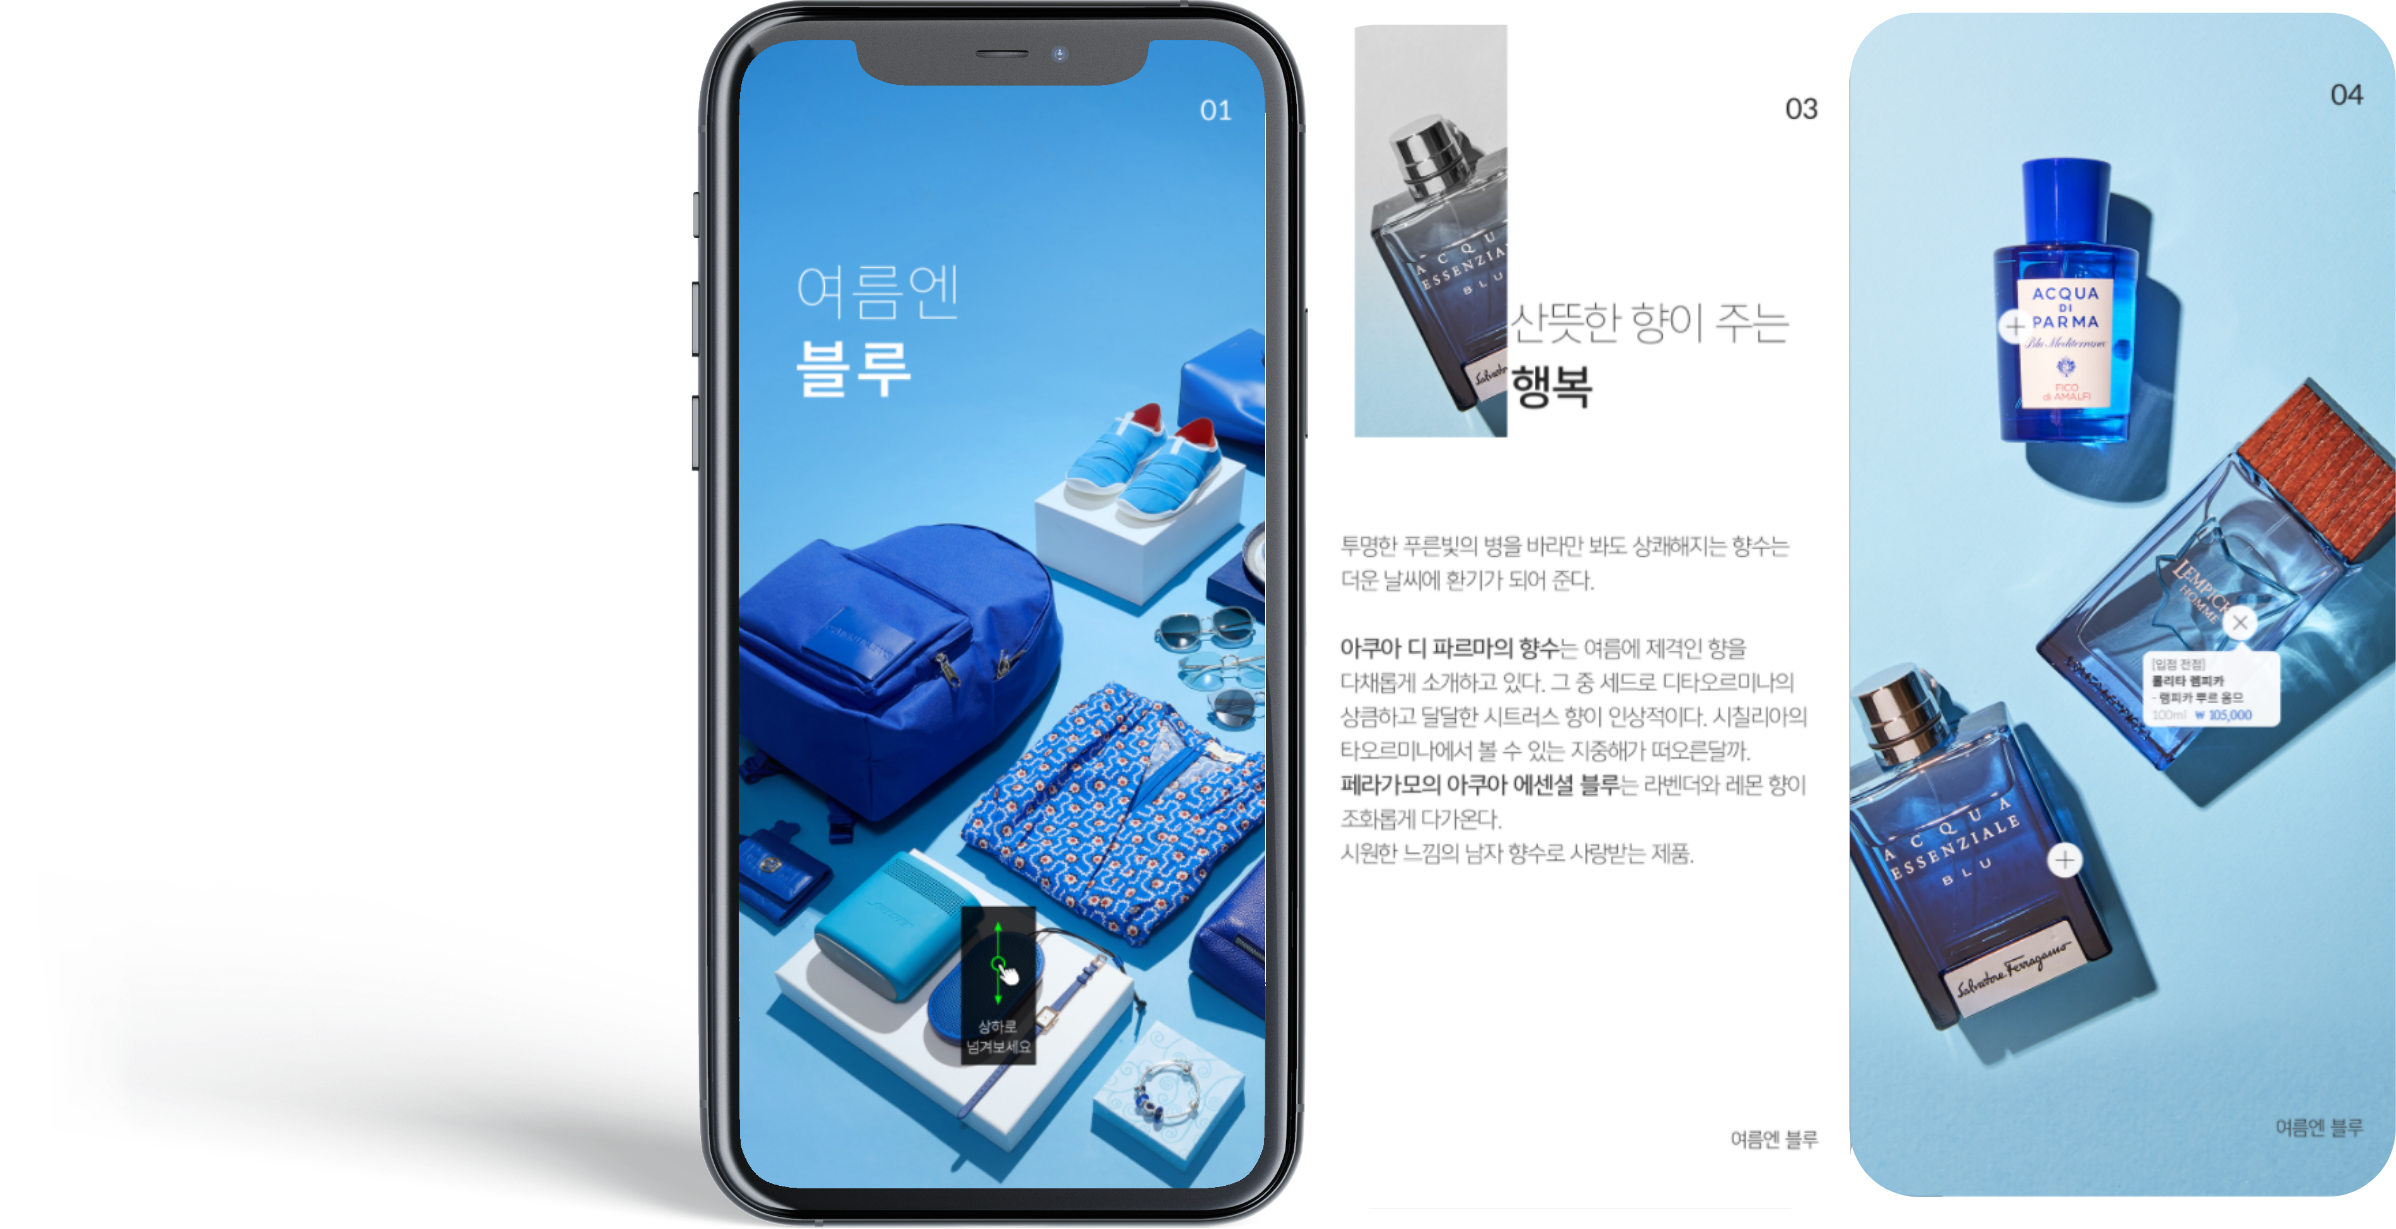 01
여름엔
블루
상하로
넘겨보세요
03
A C Q U
ESSENZIA
B L U
산뜻한 향이 주는
행복
투명한 푸른빛의 병을 바라만 봐도 상쾌해지는 향수는
더운 날씨에 환기가 되어 준다.
아쿠아 디 파르마의 향수는 여름에 제격인 향을
다채롭게 소개하고 있다. 그 중 세드로 디타오르미나의
상큼하고 달달한 시트러스 향이 인상적이다. 시칠리아의
타오르미나에서 볼 수 있는 지중해가 떠오른달까.
페라가모의 아쿠아 에센셜 블루는 라벤더와 레몬 향이
조화롭게 다가온다.
시원한 느낌의 남자 향수로 사랑받는 제품.
여름엔 블루
04
ACQUA
DI
PARMA
Blu Mediterraneo
FICO
di AMALFI
LEMPICK
HOMME
[입점 전점]
롤리타 렘피카
- 램피카 뿌르 옴므
100ml ₩ 105,000
A C Q U A
ESSENZIALE
B L U
Salvatore Ferragamo
여름엔 블루